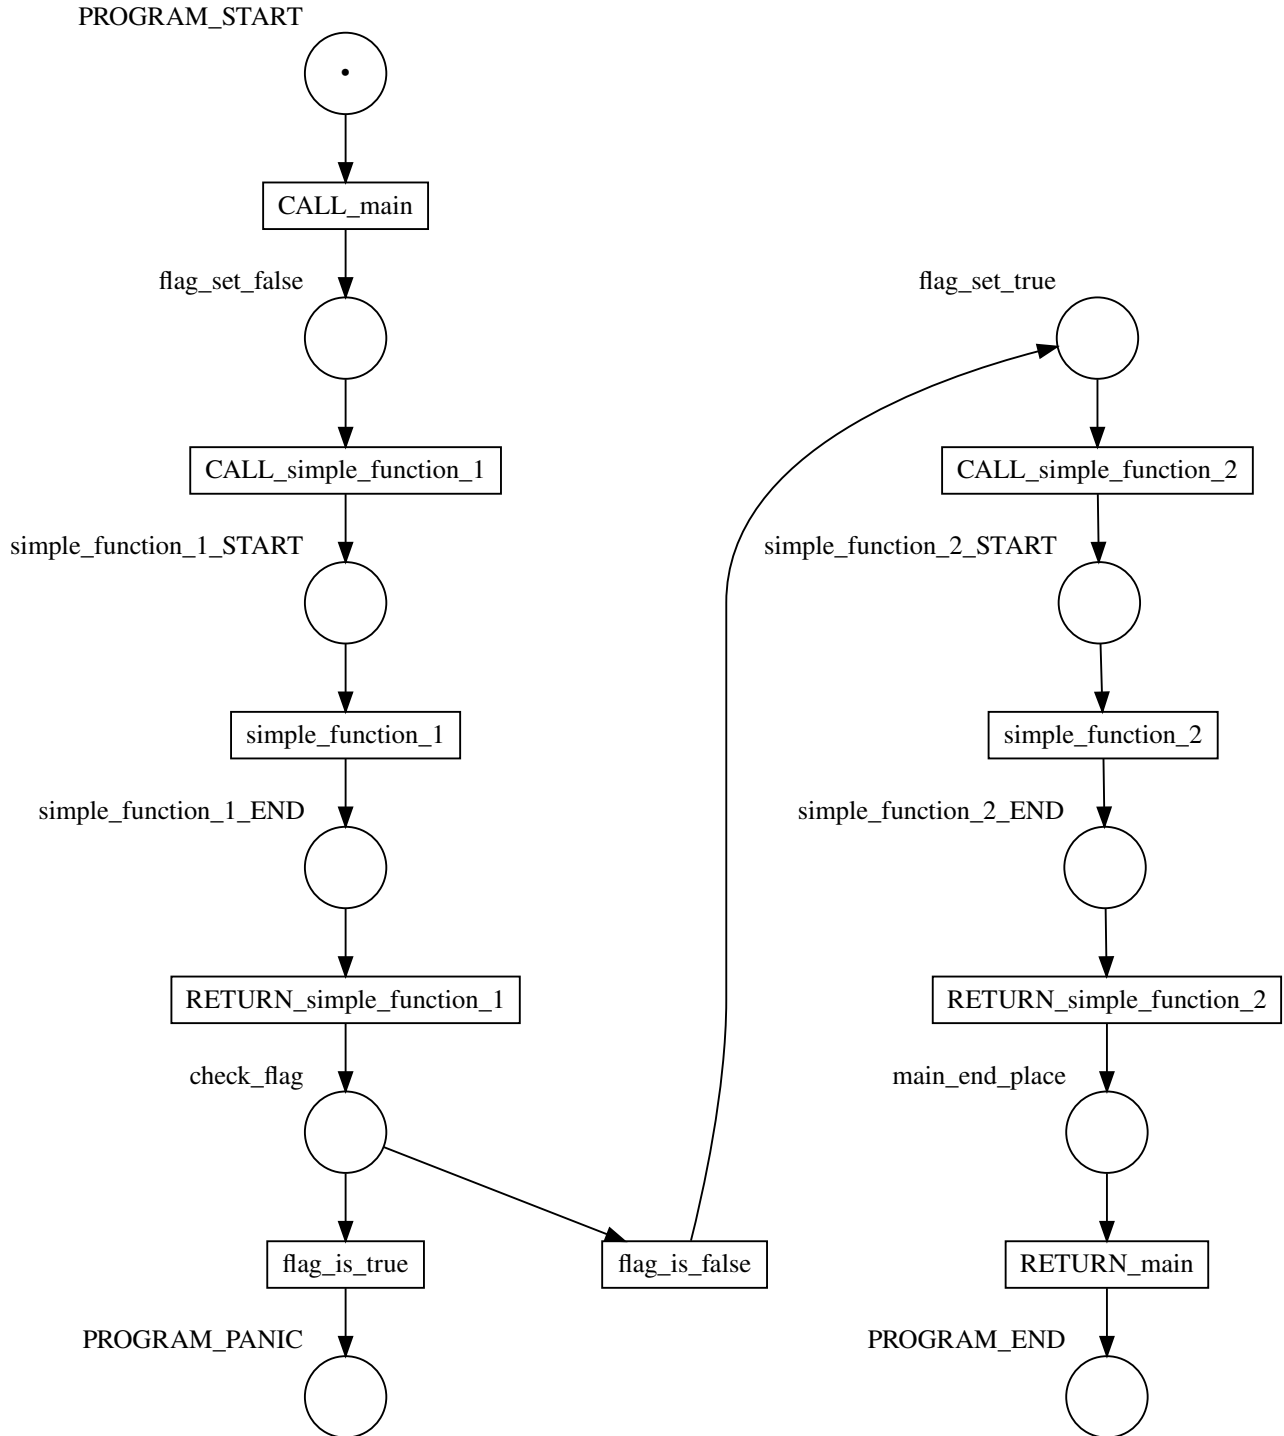 PROGRAM_START
CALL_main
flag_set_false
CALL_simple_function_1
simple_function_1_START
simple_function_1
simple_function_1_END
RETURN_simple_function_1
check_flag
flag_is_true
flag_is_false
PROGRAM_PANIC
flag_set_true
CALL_simple_function_2
simple_function_2_START
simple_function_2
simple_function_2_END
RETURN_simple_function_2
main_end_place
RETURN_main
PROGRAM_END